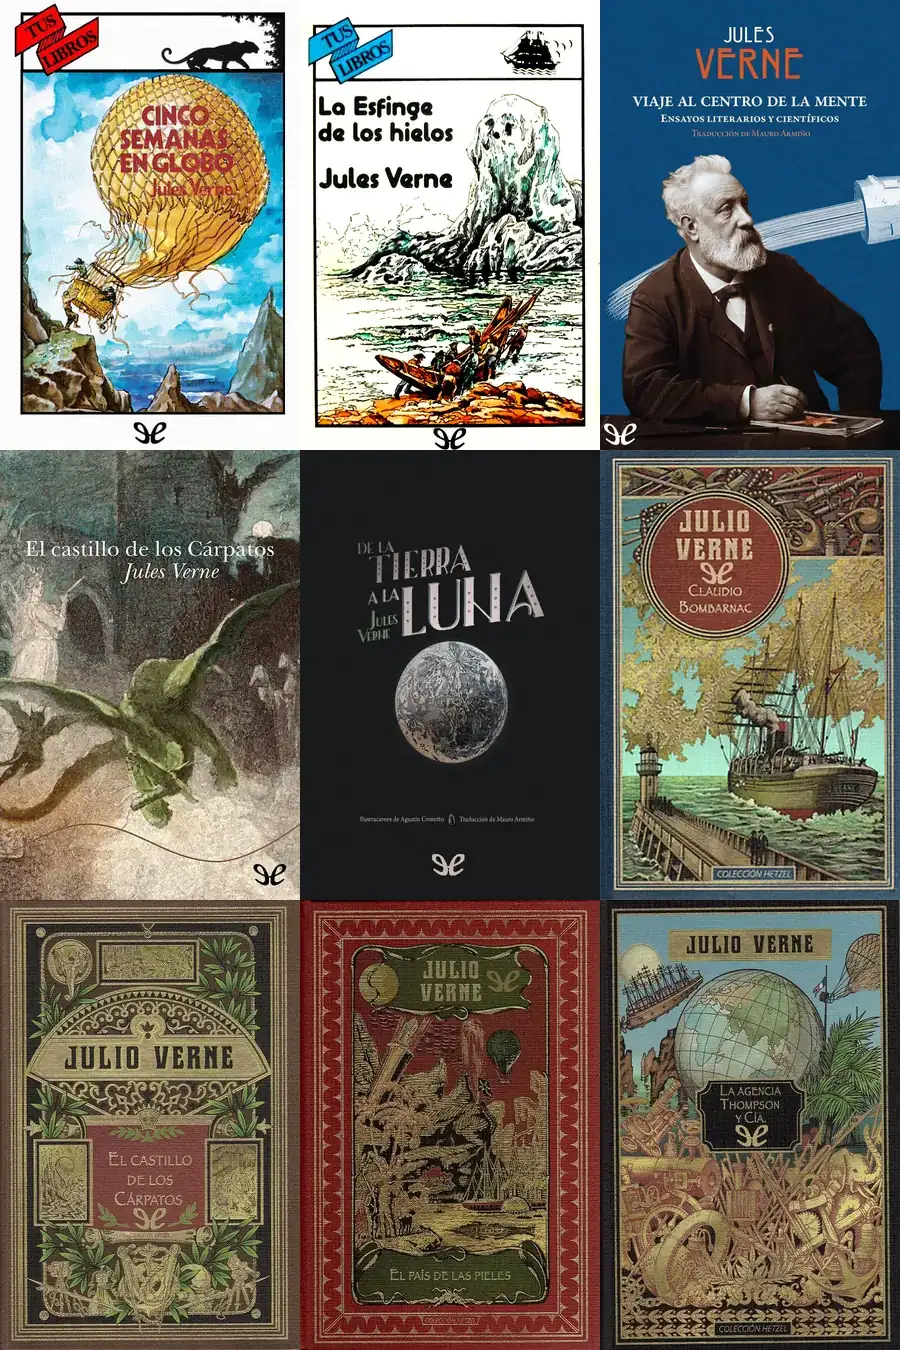 TUS
LIBROS
CINCO
SEMANAS
EN GLOBO
Jules Verne
TUS
LIBROS
La Esfinge
de los hielos
Jules Verne
JULES
VERNE
VIAJE AL CENTRO DE LA MENTE
ENSAYOS LITERARIOS Y CIENTÍFICOS
TRADUCCIÓN DE MAURO ARMIÑO
El castillo de los Cárpatos
Jules Verne
DE LA
TIERRA
A LA
LUNA
JULES
VERNE
Ilustraciones de Agustín Comotto
Traducción de Mauro Armiño
JULIO
VERNE
CLAUDIO
BOMBARNAC
COLECCIÓN HETZEL
JULIO VERNE
EL CASTILLO
DE LOS
CÁRPATOS
JULIO
VERNE
EL PAÍS DE LAS PIELES
COLECCIÓN HETZEL
JULIO VERNE
LA AGENCIA
THOMPSON
Y CÍA.
COLECCIÓN HETZEL